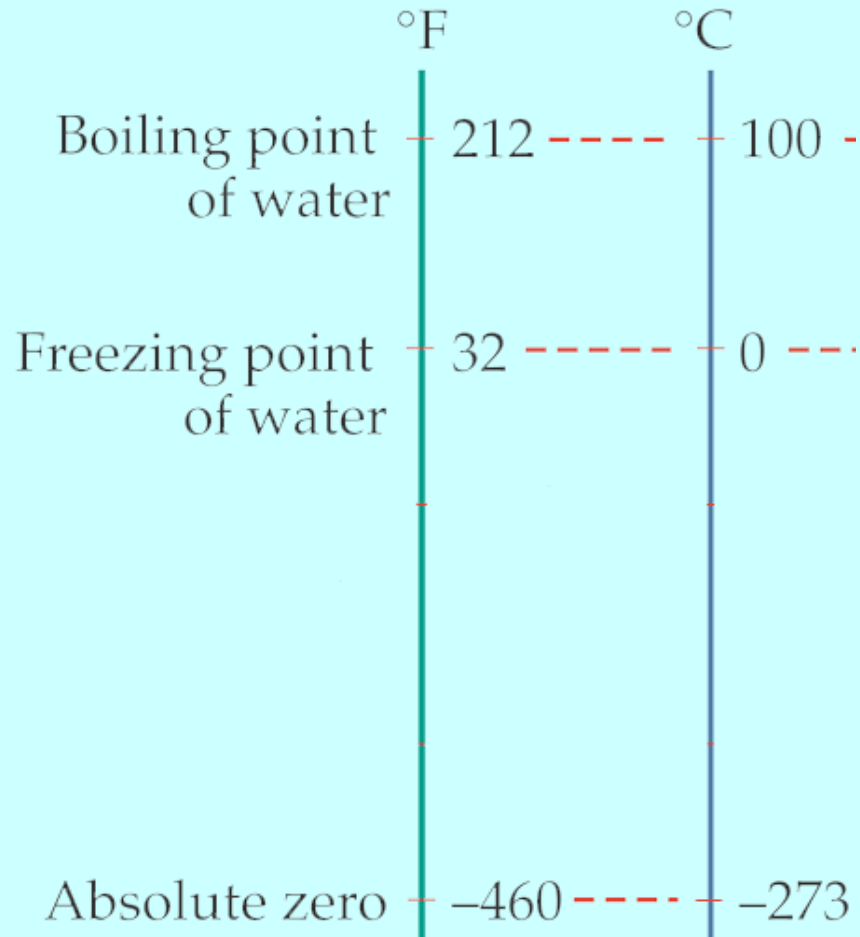 °F °C
Boiling point 212 100
of water
Freezing point 32 0
of water
Absolute zero –460 –273